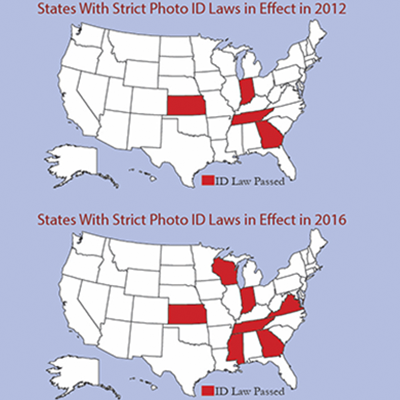 States With Strict Photo ID Laws in Effect in 2012
ID Law Passed
States With Strict Photo ID Laws in Effect in 2016
ID Law Passed